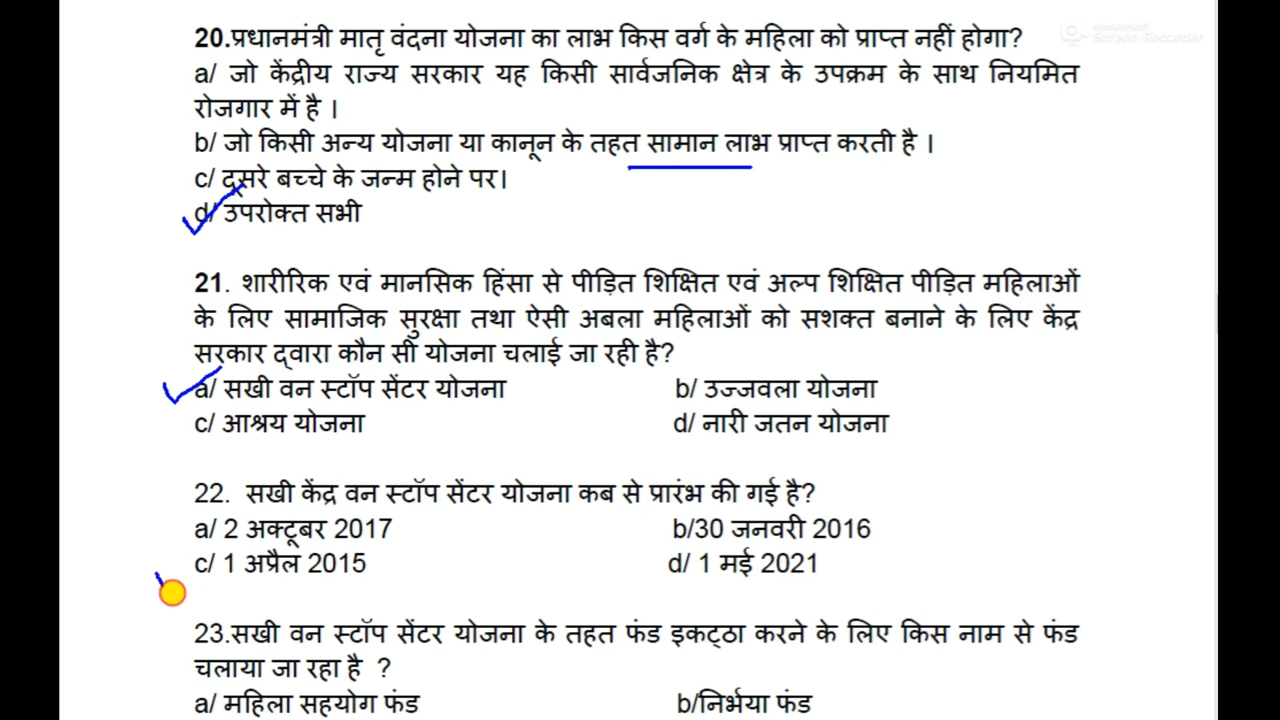 20.प्रधानमंत्री मातृ वंदना योजना का लाभ किस वर्ग के महिला को प्राप्त नहीं होगा?
a/ जो केंद्रीय राज्य सरकार यह किसी सार्वजनिक क्षेत्र के उपक्रम के साथ नियमित
रोजगार में है ।
b/ जो किसी अन्य योजना या कानून के तहत सामान लाभ प्राप्त करती है ।
c/ दूसरे बच्चे के जन्म होने पर।
d/ उपरोक्त सभी
21. शारीरिक एवं मानसिक हिंसा से पीड़ित शिक्षित एवं अल्प शिक्षित पीड़ित महिलाओं
के लिए सामाजिक सुरक्षा तथा ऐसी अबला महिलाओं को सशक्त बनाने के लिए केंद्र
सरकार द्वारा कौन सी योजना चलाई जा रही है?
a/ सखी वन स्टॉप सेंटर योजना b/ उज्जवला योजना
c/ आश्रय योजना d/ नारी जतन योजना
22. सखी केंद्र वन स्टॉप सेंटर योजना कब से प्रारंभ की गई है?
a/ 2 अक्टूबर 2017 b/30 जनवरी 2016
c/ 1 अप्रैल 2015 d/ 1 मई 2021
23.सखी वन स्टॉप सेंटर योजना के तहत फंड इकट्ठा करने के लिए किस नाम से फंड
चलाया जा रहा है ?
a/ महिला सहयोग फंड b/निर्भया फंड